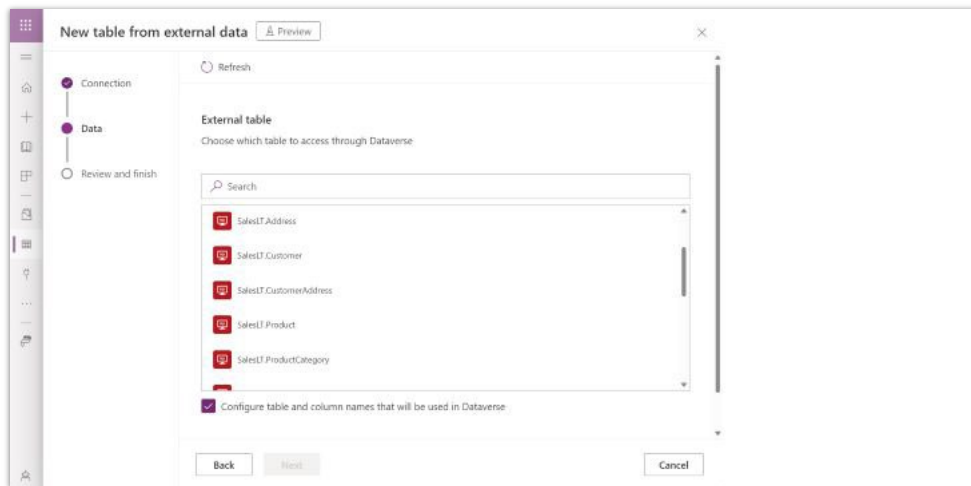 New table from external data
Preview
Connection
Data
Review and finish
Refresh
External table
Choose which table to access through Dataverse
Search
SalesLT.Address
SalesLT.Customer
SalesLT.CustomerAddress
SalesLT.Product
SalesLT.ProductCategory
Configure table and column names that will be used in Dataverse
Back
Next
Cancel